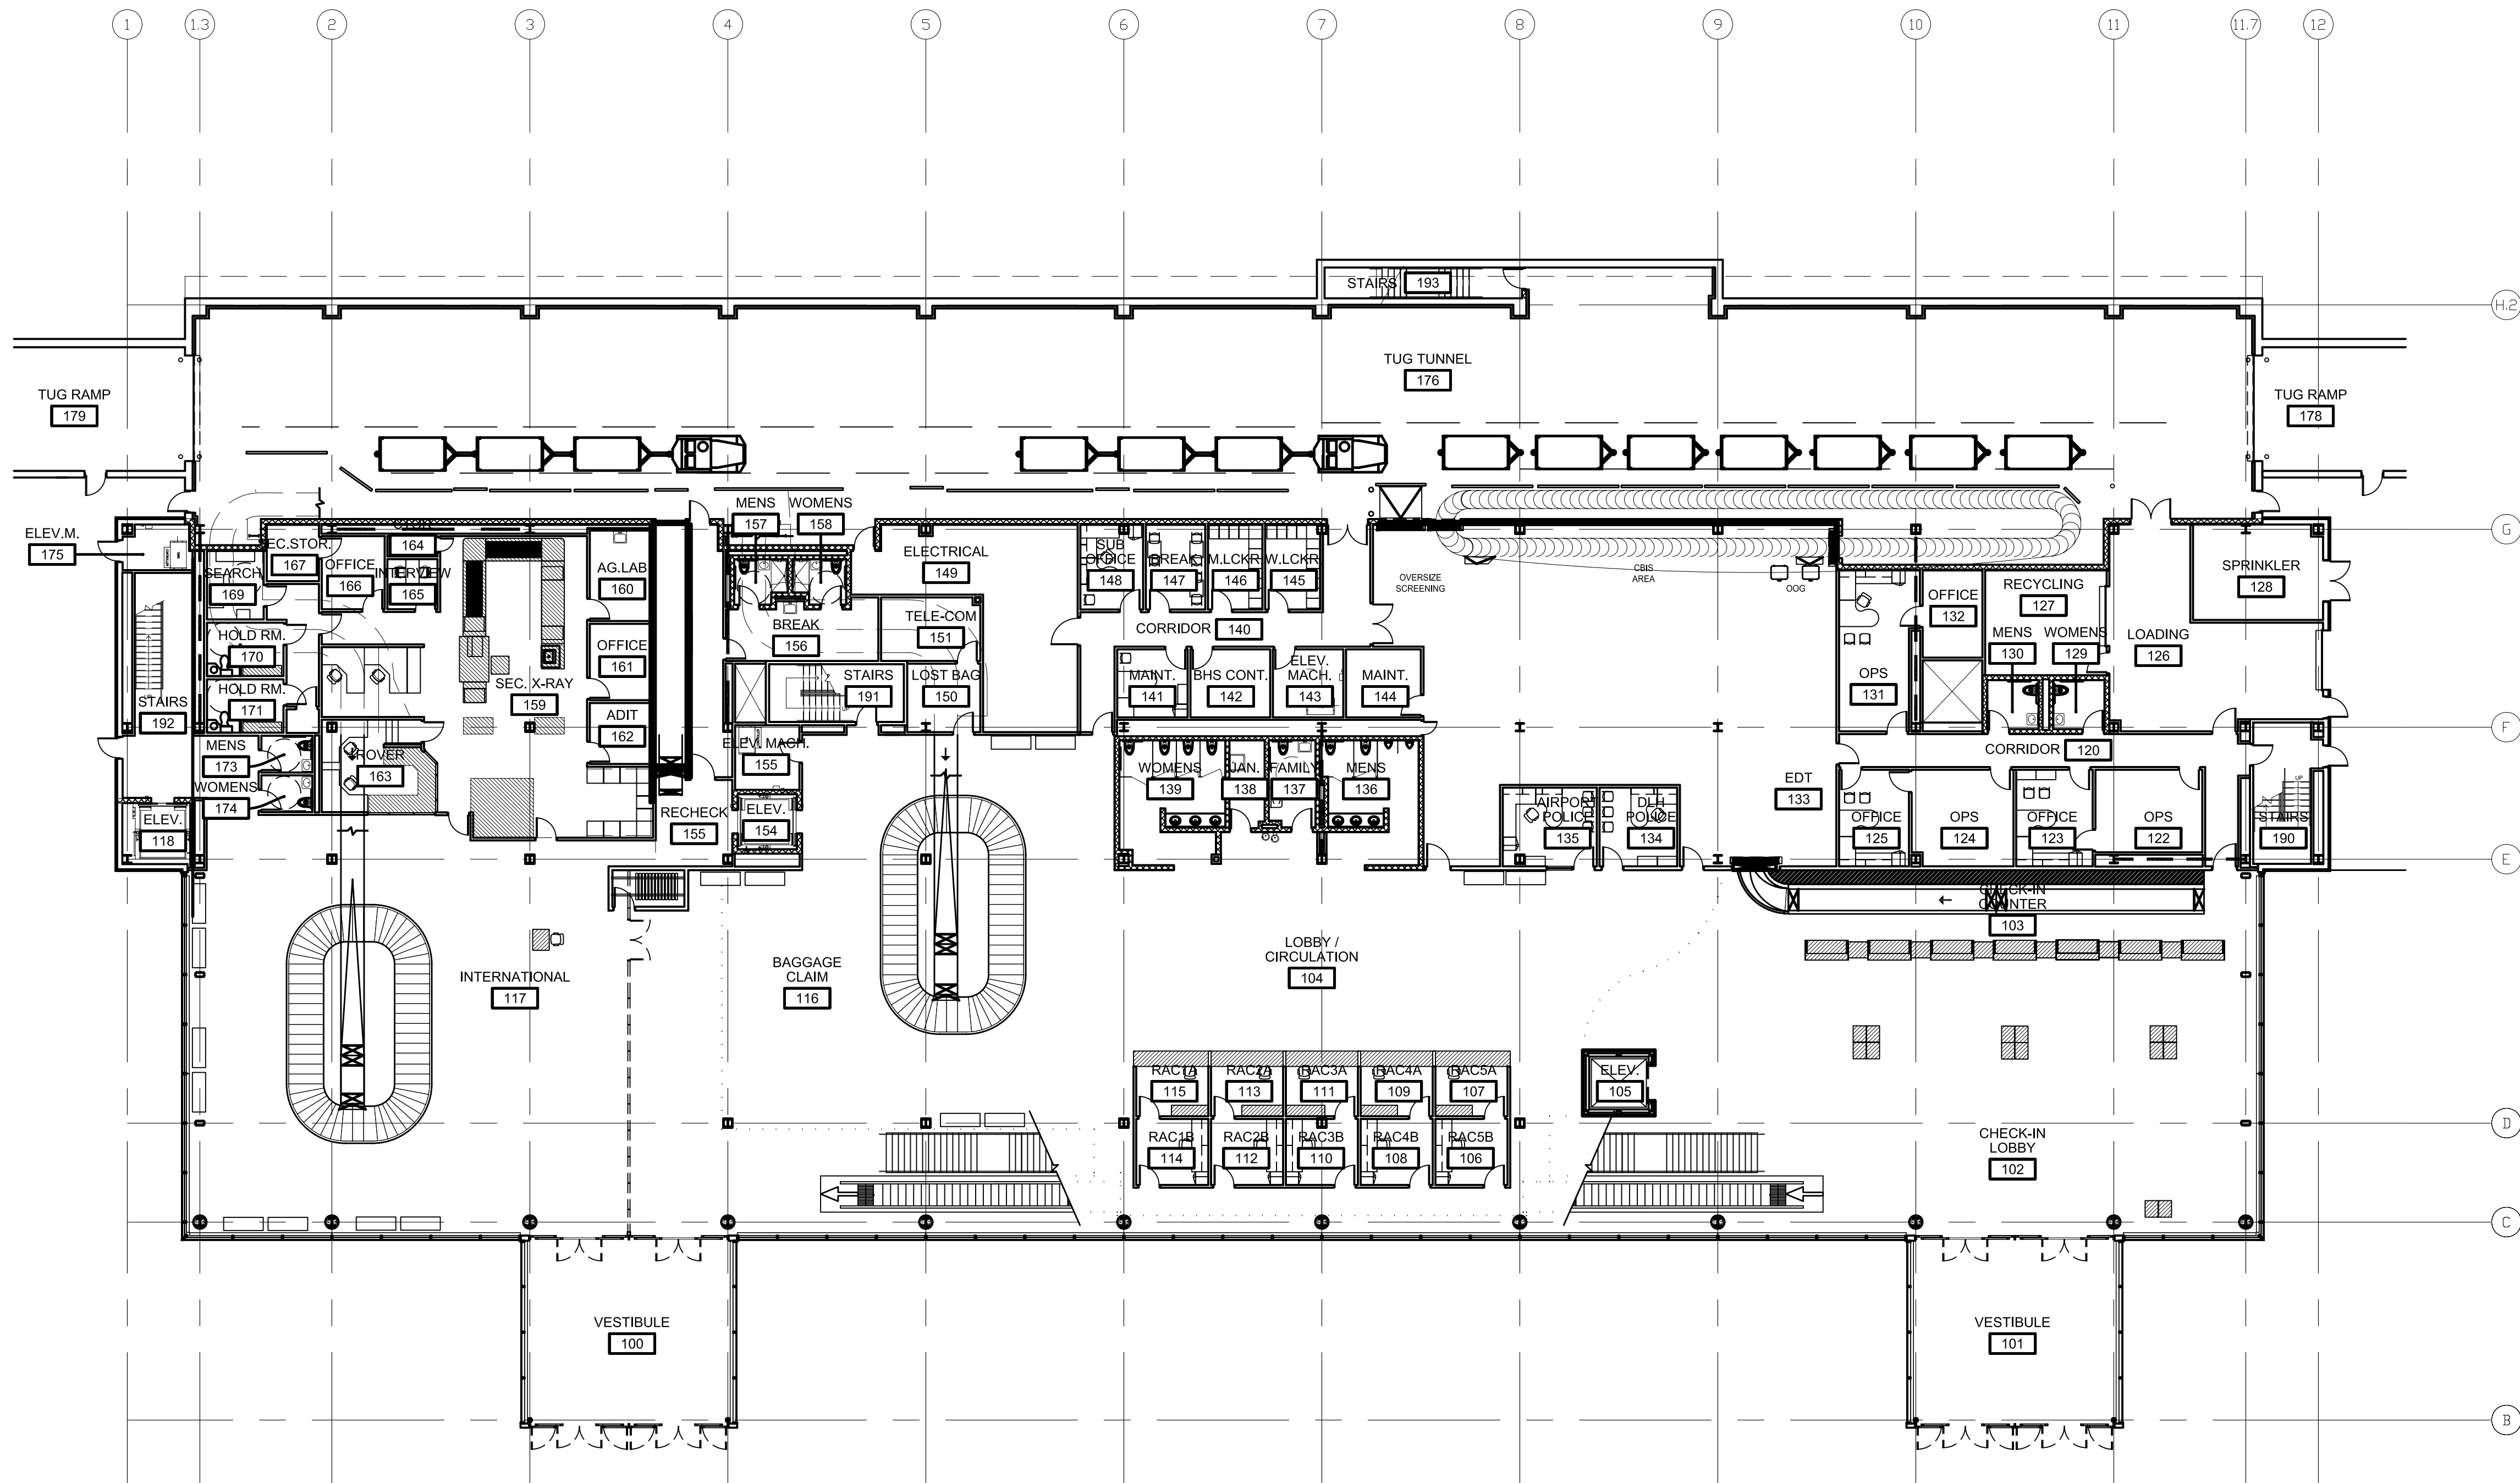 1 1.3 2 3 4 5 6 7 8 9 10 11 11.7 12
STAIRS 193
H.2
TUG TUNNEL
176
TUG RAMP
179
TUG RAMP
178
MENS
157
WOMENS
158
ELEV.M.
175
G
164
167
SEARCH
169
OFFICE
166
INTERVIEW
165
AG.LAB
160
ELECTRICAL
149
SUB
OFFICE
148
BREAK
147
M.LCKR
146
W.LCKR
145
OVERSIZE
SCREENING
CBIS
AREA
OOG
OFFICE
132
RECYCLING
127
SPRINKLER
128
HOLD RM.
170
OFFICE
161
BREAK
156
TELE-COM
151
CORRIDOR 140
MENS
130
WOMENS
129
LOADING
126
HOLD RM.
171
STAIRS
192
SEC. X-RAY
159
ADIT
162
STAIRS
191
UP
LOST BAG
150
MAINT.
141
BHS CONT.
142
ELEV.
MACH.
143
MAINT.
144
OPS
131
F
MENS
173
WOMENS
174
ROVER
163
ELEV. MACH.
155
WOMENS
139
JAN.
138
FAMILY
137
MENS
136
CORRIDOR 120
EDT
133
ELEV.
118
RECHECK
155
ELEV.
154
AIRPORT
POLICE
135
DLH
POLICE
134
OFFICE
125
OPS
124
OFFICE
123
OPS
122
UP
STAIRS
190
E
CHECK-IN
COUNTER
103
INTERNATIONAL
117
BAGGAGE
CLAIM
116
LOBBY /
CIRCULATION
104
RAC1A
115
RAC2A
113
RAC3A
111
RAC4A
109
RAC5A
107
ELEV.
105
D
RAC1B
114
RAC2B
112
RAC3B
110
RAC4B
108
RAC5B
106
CHECK-IN
LOBBY
102
C
VESTIBULE
100
VESTIBULE
101
B